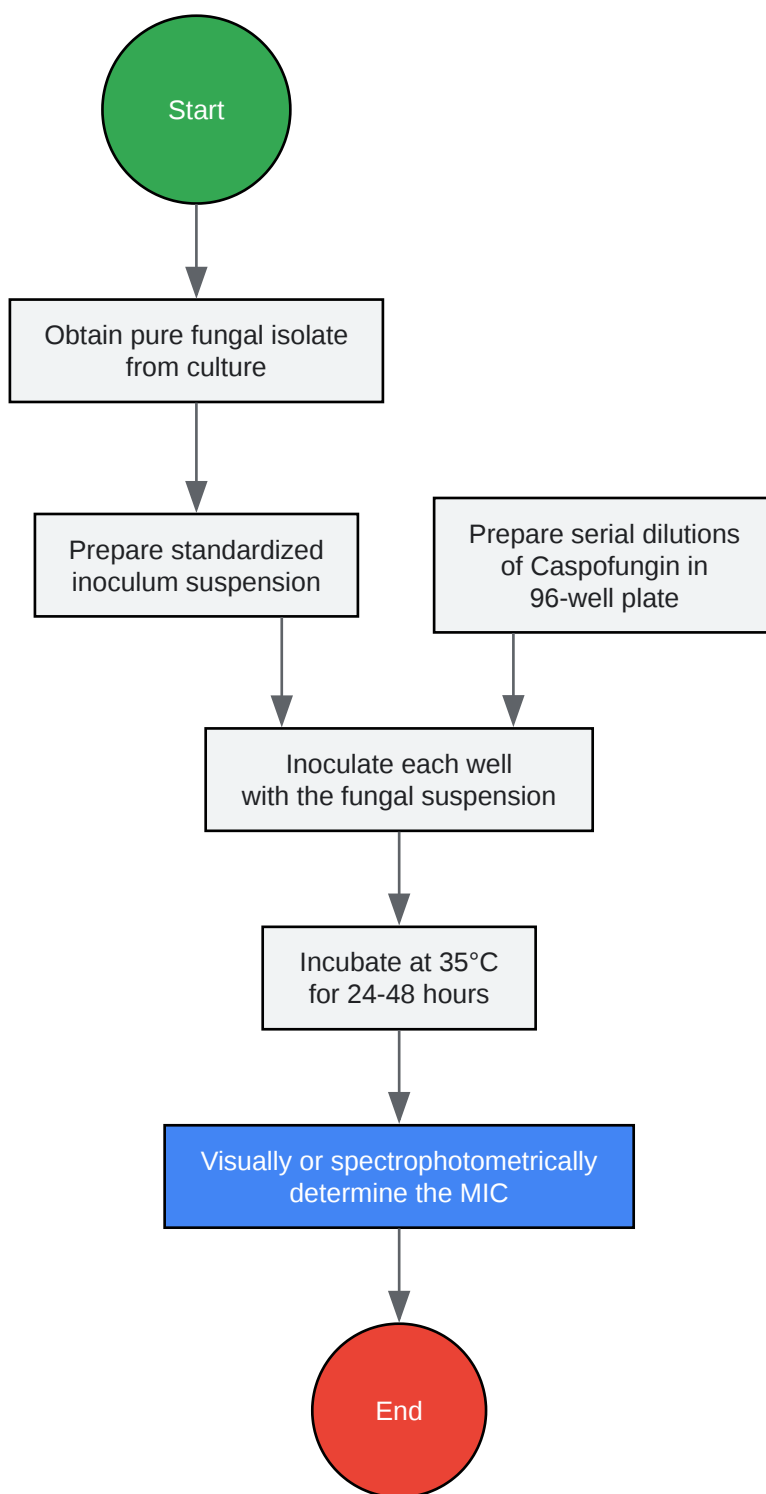 Start
Obtain pure fungal isolate
from culture
Prepare standardized
inoculum suspension
Prepare serial dilutions
of Caspofungin in
96-well plate
Inoculate each well
with the fungal suspension
Incubate at 35°C
for 24-48 hours
Visually or spectrophotometrically
determine the MIC
End